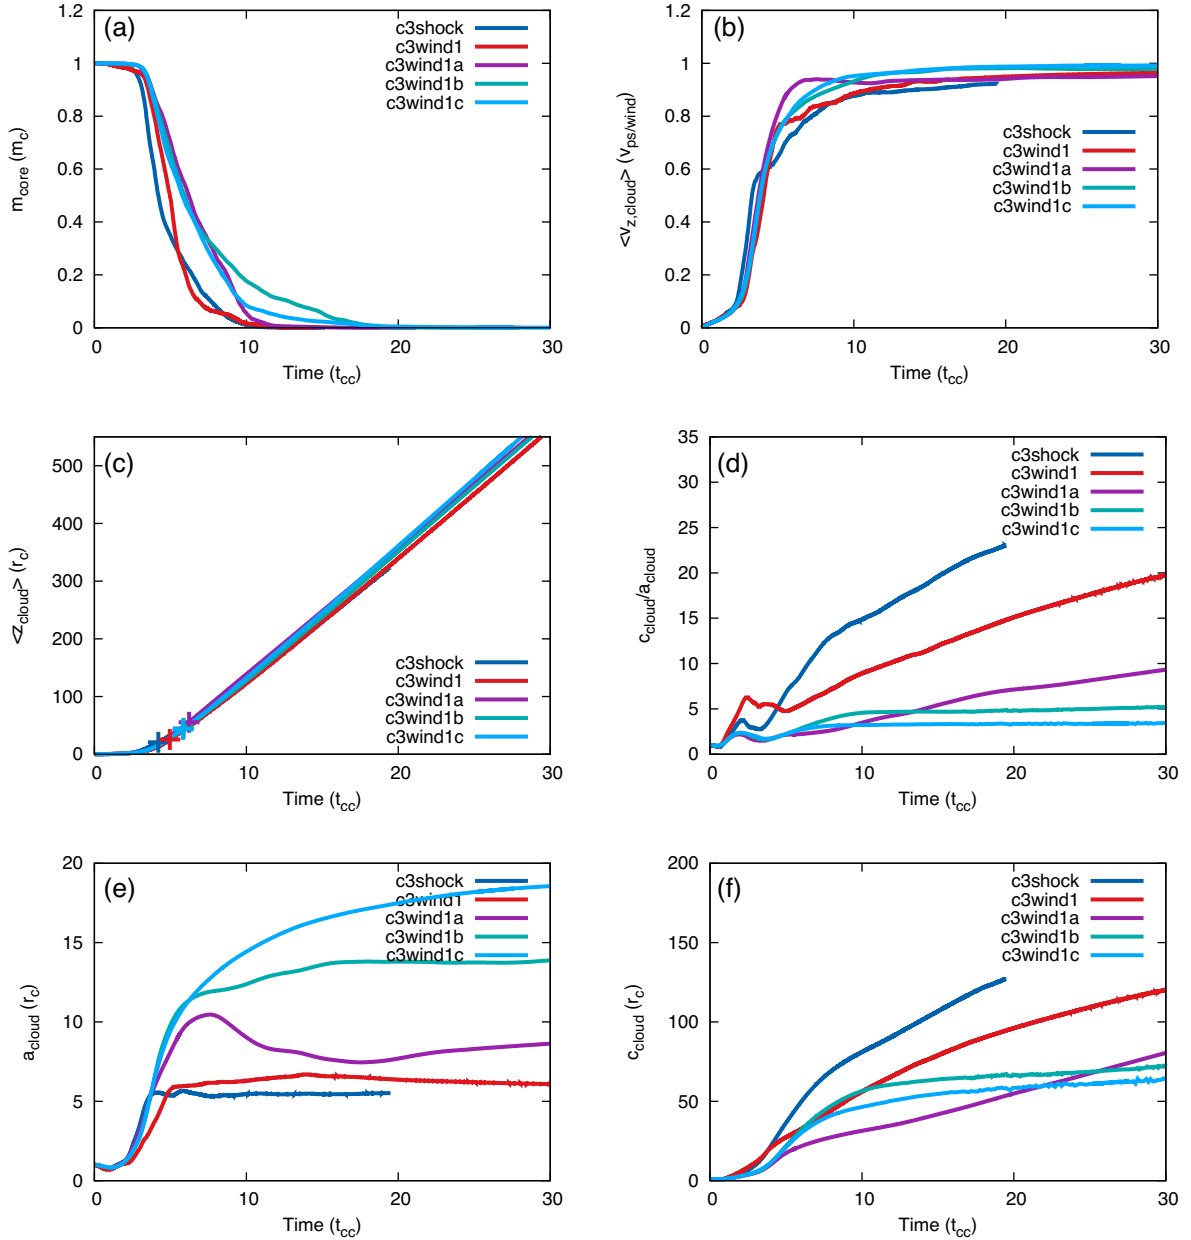 (a)
c3shock
c3wind1
c3wind1a
c3wind1b
c3wind1c
m_core (m_c)
1.2
1
0.8
0.6
0.4
0.2
0
0 10 20 30
Time (t_cc)
(b)
c3shock
c3wind1
c3wind1a
c3wind1b
c3wind1c
<v_z,cloud> (v_ps/wind)
1.2
1
0.8
0.6
0.4
0.2
0
0 10 20 30
Time (t_cc)
(c)
c3shock
c3wind1
c3wind1a
c3wind1b
c3wind1c
<z_cloud> (r_c)
500
400
300
200
100
0
0 10 20 30
Time (t_cc)
(d)
c3shock
c3wind1
c3wind1a
c3wind1b
c3wind1c
c_cloud/a_cloud
35
30
25
20
15
10
5
0
0 10 20 30
Time (t_cc)
(e)
c3shock
c3wind1
c3wind1a
c3wind1b
c3wind1c
a_cloud (r_c)
20
15
10
5
0
0 10 20 30
Time (t_cc)
(f)
c3shock
c3wind1
c3wind1a
c3wind1b
c3wind1c
c_cloud (r_c)
200
150
100
50
0
0 10 20 30
Time (t_cc)